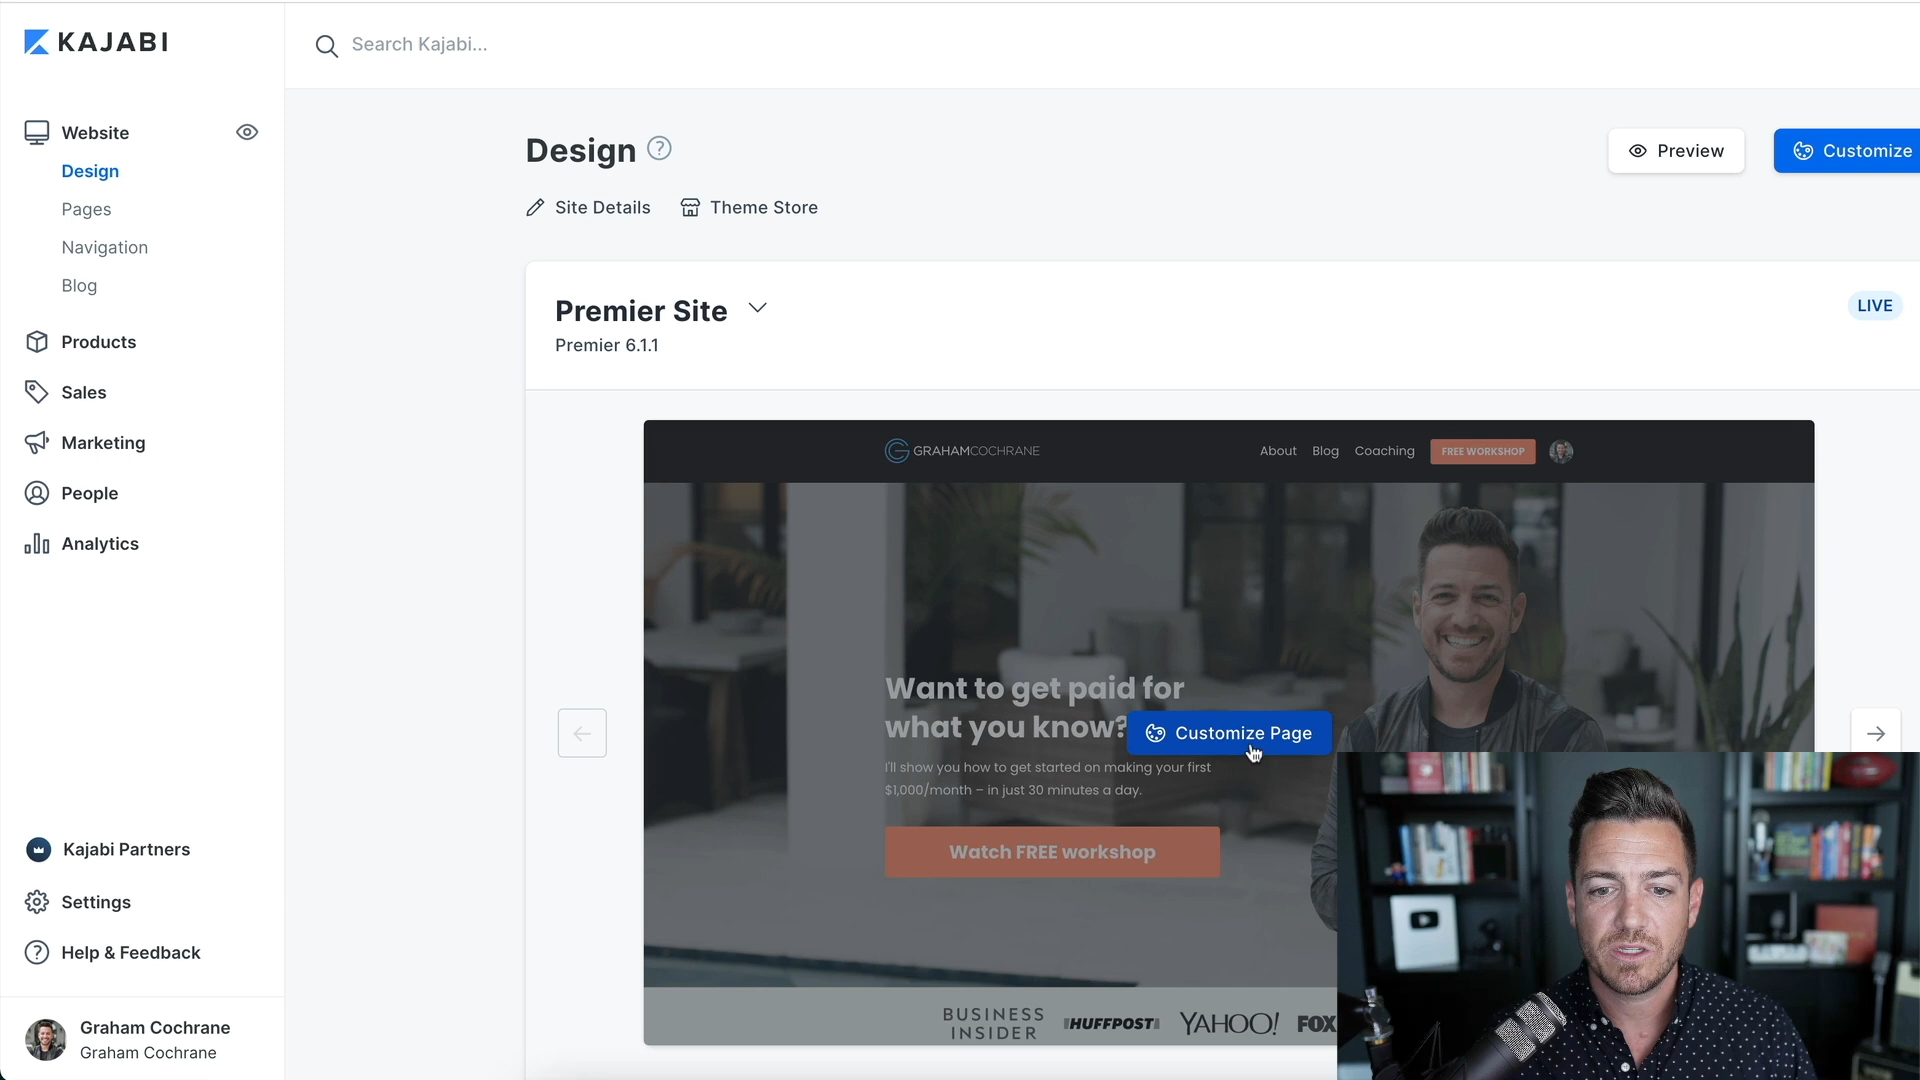 KAJABI
Search Kajabi...
Website
Design
Pages
Navigation
Blog
Products
Sales
Marketing
People
Analytics
Kajabi Partners
Settings
Help & Feedback
Graham Cochrane
Graham Cochrane
Design
Preview
Customize
Site Details
Theme Store
Premier Site
Premier 6.1.1
LIVE
GRAHAMCOCHRANE
About
Blog
Coaching
FREE WORKSHOP
Want to get paid for
what you know?
Customize Page
I'll show you how to get started on making your first
$1,000/month – in just 30 minutes a day.
Watch FREE workshop
BUSINESS
INSIDER
HUFFPOST
YAHOO!
FOX